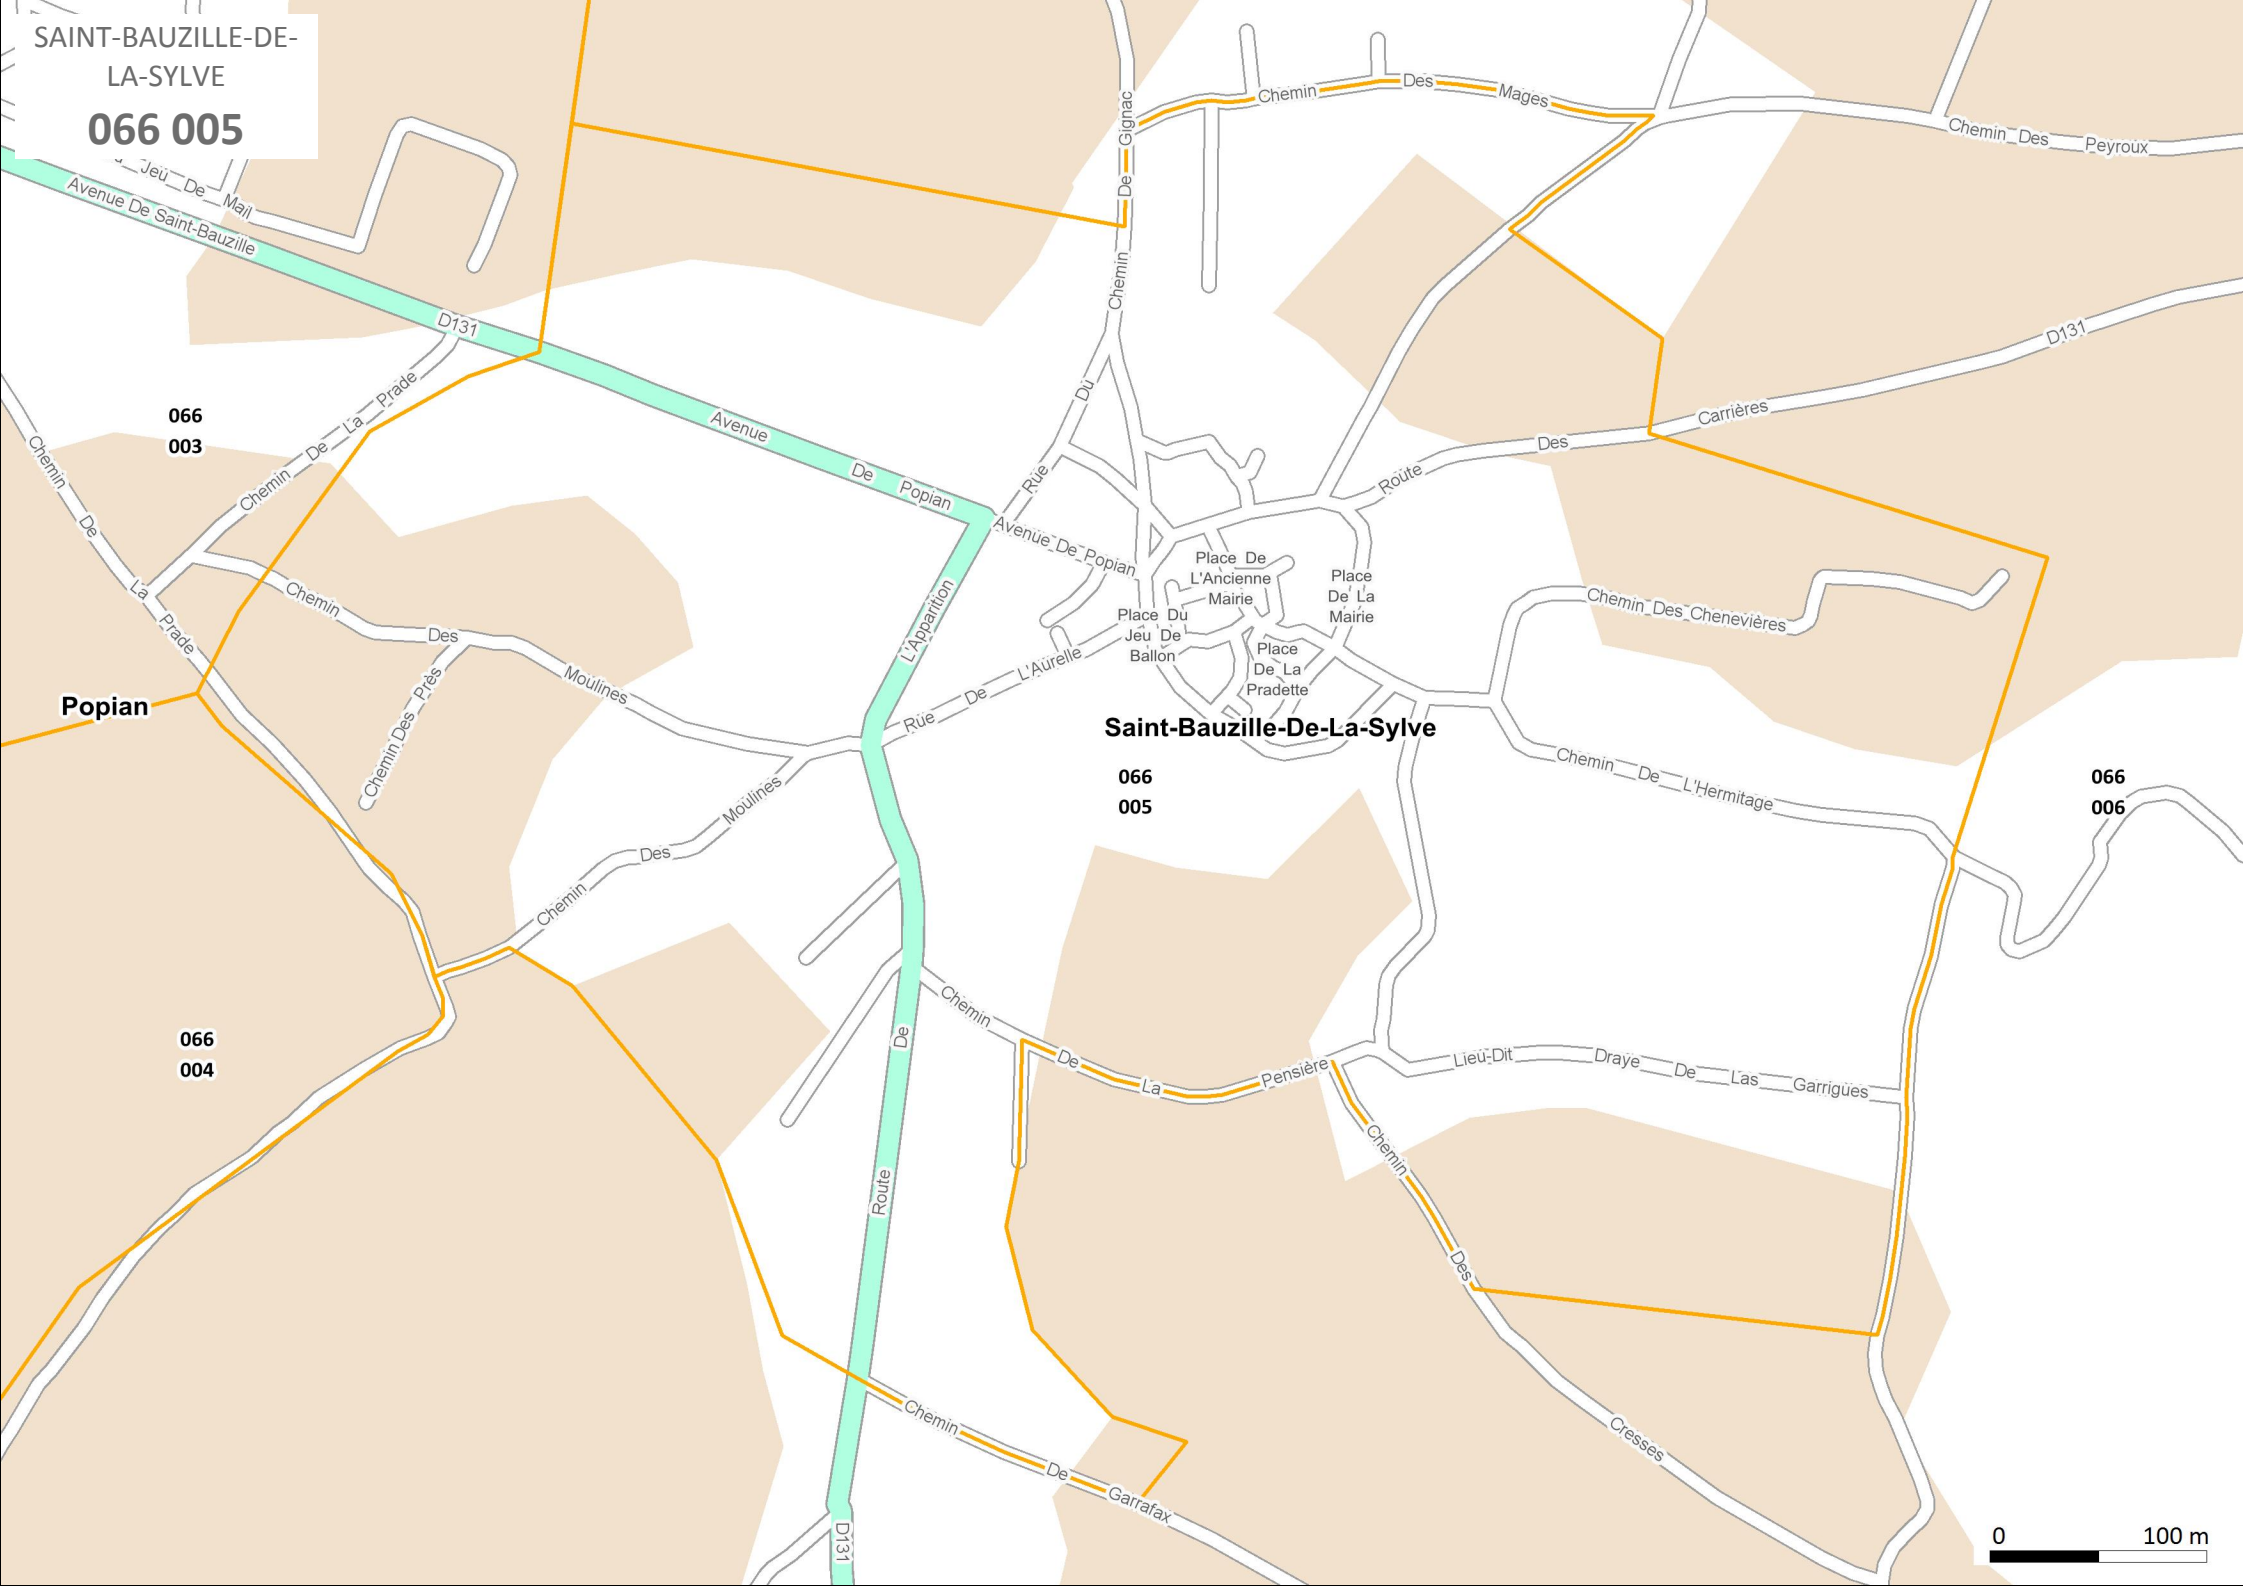 SAINT-BAUZILLE-DE-
LA-SYLVE
066 005
Jeu De Mail
Avenue De Saint-Bauzille
D131
Chemin De La Prade
066
003
Chemin De La Prade
Chemin Des Moulines
Chemin Des Près
Popian
Chemin Des Moulines
066
004
Avenue De Popian
Avenue De Popian
Rue Du Chemin De Gignac
Chemin Des Mages
Chemin Des Peyroux
D131
Route Des Carrières
Place De
L'Ancienne
Mairie
Place
De La
Mairie
Place Du
Jeu De
Ballon
Place
De La
Pradette
Chemin Des Chenevières
Rue De L'Aurelle
Route De L'Apparition
Saint-Bauzille-De-La-Sylve
066
005
Chemin De L'Hermitage
066
006
Chemin De La Pensière
Lieu-Dit Draye De Las Garrigues
Chemin Des Cresses
Chemin De Garrafax
D131
0 100 m